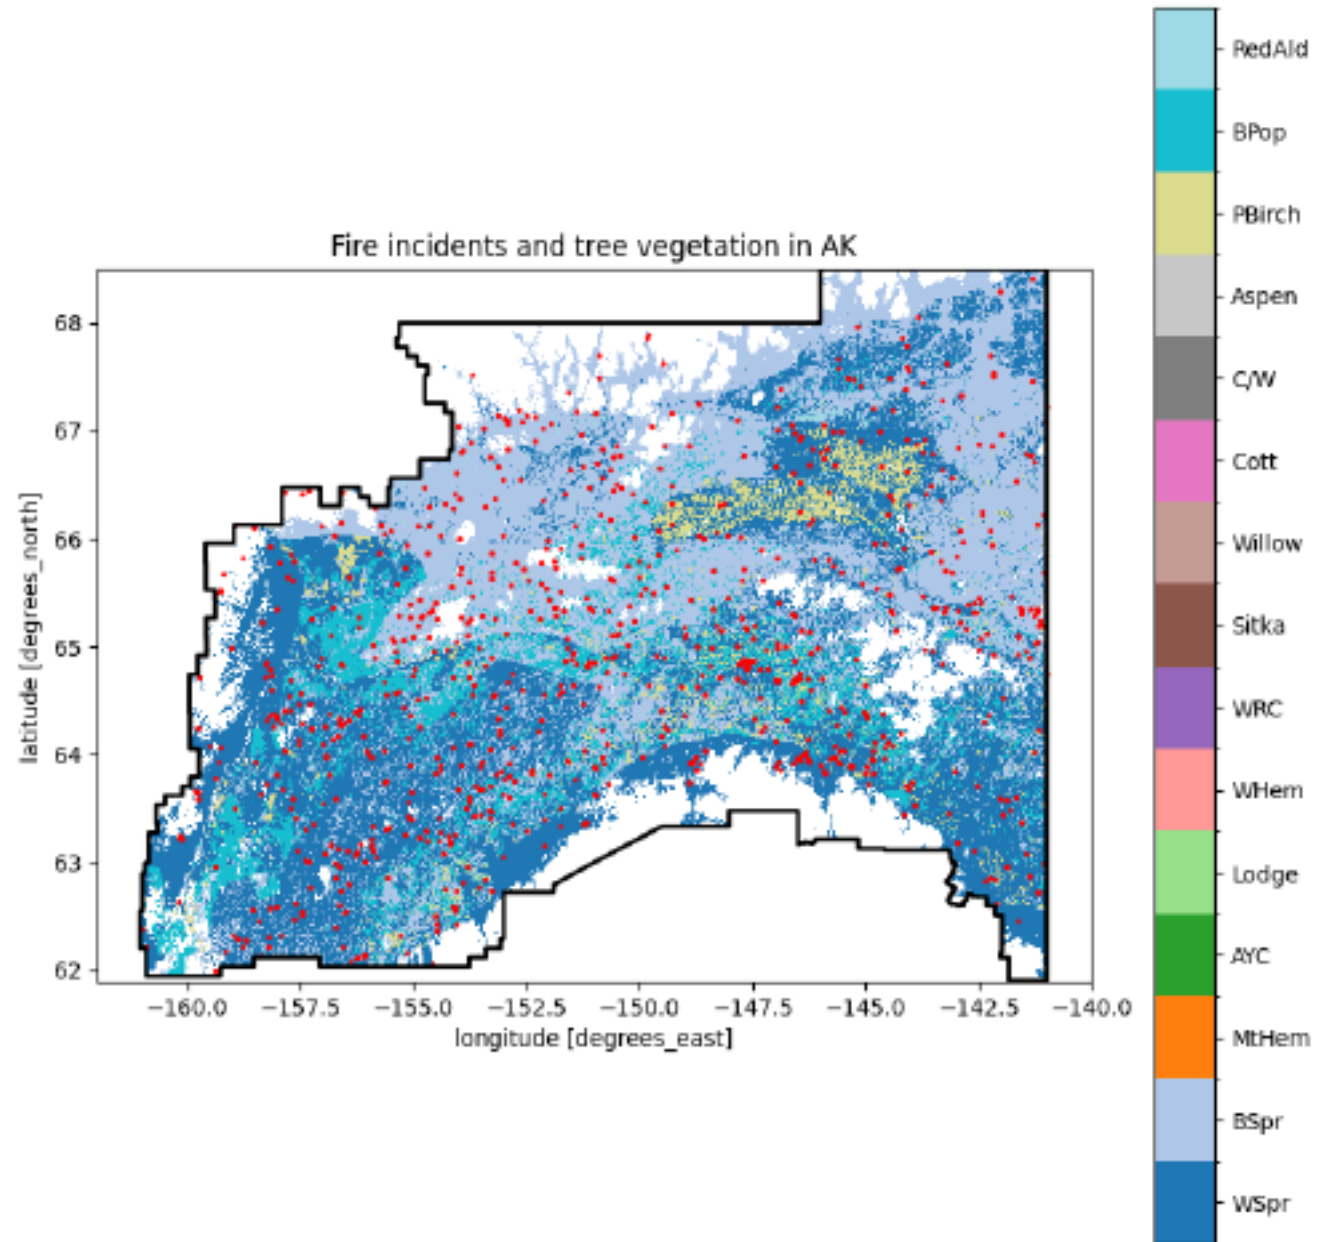 Fire incidents and tree vegetation in AK
68
67
66
65
64
63
62
latitude [degrees_north]
−160.0 −157.5 −155.0 −152.5 −150.0 −147.5 −145.0 −142.5 −140.0
longitude [degrees_east]
RedAld
BPop
PBirch
Aspen
C/W
Cott
Willow
Sitka
WRC
WHem
Lodge
AYC
MtHem
BSpr
WSpr